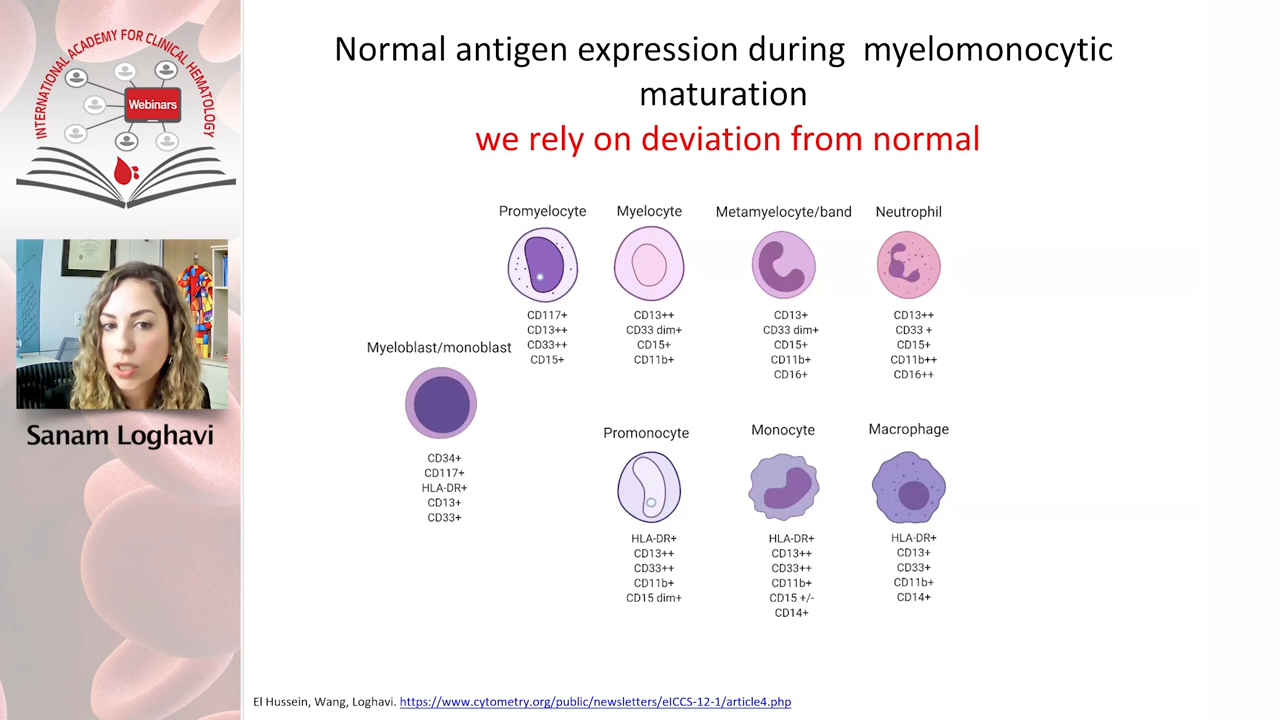 INTERNATIONAL ACADEMY FOR CLINICAL HEMATOLOGY
Webinars
Sanam Loghavi
Normal antigen expression during myelomonocytic
maturation
we rely on deviation from normal
Myeloblast/monoblast
CD34+
CD117+
HLA-DR+
CD13+
CD33+
Promyelocyte
CD117+
CD13++
CD33++
CD15+
Myelocyte
CD13++
CD33 dim+
CD15+
CD11b+
Metamyelocyte/band
CD13+
CD33 dim+
CD15+
CD11b+
CD16+
Neutrophil
CD13++
CD33 +
CD15+
CD11b++
CD16++
Promonocyte
HLA-DR+
CD13++
CD33++
CD11b+
CD15 dim+
Monocyte
HLA-DR+
CD13++
CD33++
CD11b+
CD15 +/-
CD14+
Macrophage
HLA-DR+
CD13+
CD33+
CD11b+
CD14+
El Hussein, Wang, Loghavi. https://www.cytometry.org/public/newsletters/eICCS-12-1/article4.php